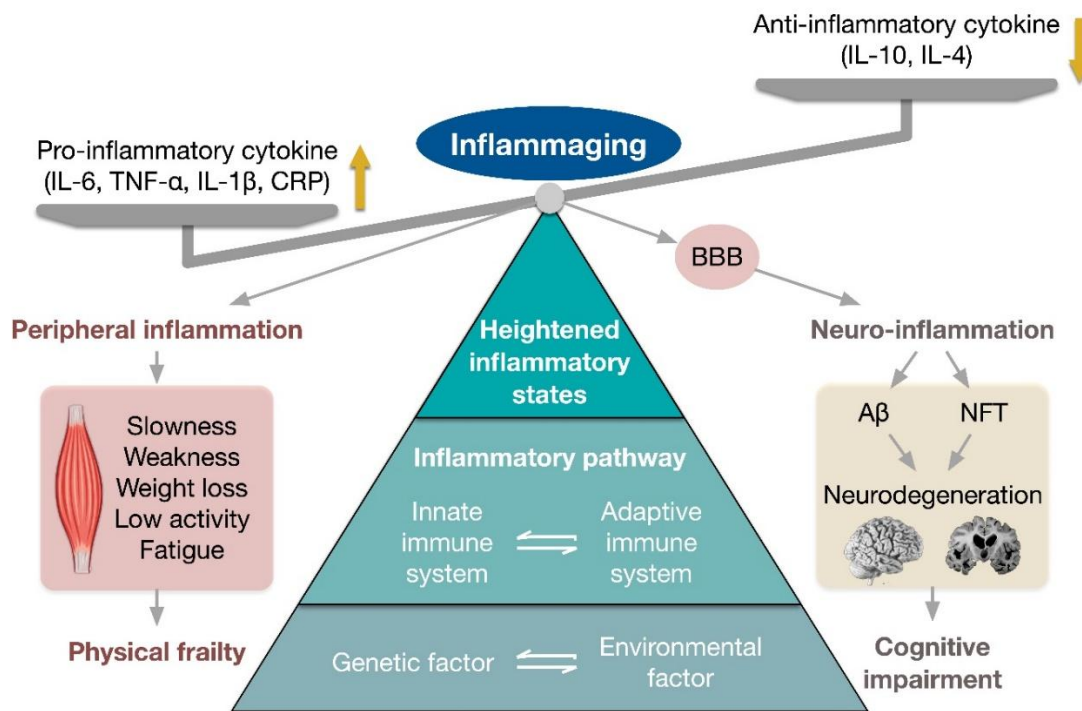 Anti-inflammatory cytokine
(IL-10, IL-4)
Inflammaging
Pro-inflammatory cytokine
(IL-6, TNF-α, IL-1β, CRP)
BBB
Peripheral inflammation
Heightened
inflammatory
states
Neuro-inflammation
Slowness
Weakness
Weight loss
Low activity
Fatigue
Aβ
NFT
Neurodegeneration
Inflammatory pathway
Innate
immune
system
Adaptive
immune
system
Physical frailty
Genetic factor
Environmental
factor
Cognitive
impairment